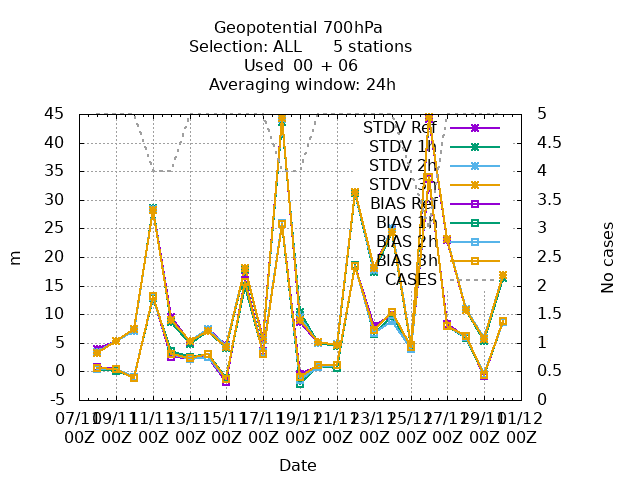 Geopotential 700hPa
Selection: ALL 5 stations
Used 00 + 06
Averaging window: 24h
45
40
35
30
25
20
15
10
5
0
-5
m
5
4.5
4
3.5
3
2.5
2
1.5
1
0.5
0
No cases
STDV Ref
STDV 1h
STDV 2h
STDV 3h
BIAS Ref
BIAS 1h
BIAS 2h
BIAS 3h
CASES
07/11 09/11 11/11 13/11 15/11 17/11 19/11 21/11 23/11 25/11 27/11 29/11 01/12
00Z 00Z 00Z 00Z 00Z 00Z 00Z 00Z 00Z 00Z 00Z 00Z 00Z
Date